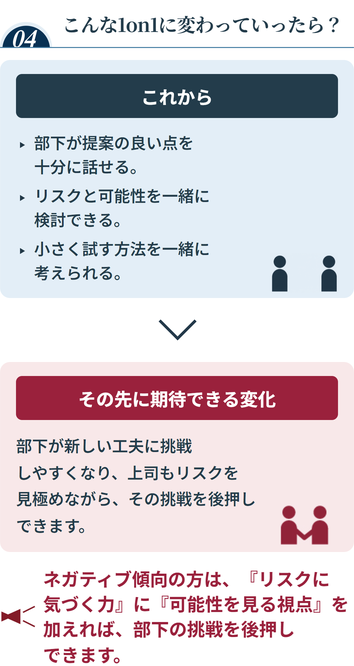 04 こんな1on1に変わっていったら？
これから
▸ 部下が提案の良い点を
十分に話せる。
▸ リスクと可能性を一緒に
検討できる。
▸ 小さく試す方法を一緒に
考えられる。
その先に期待できる変化
部下が新しい工夫に挑戦
しやすくなり、上司もリスクを
見極めながら、その挑戦を後押し
できます。
ネガティブ傾向の方は、『リスクに
気づく力』に『可能性を見る視点』を
加えれば、部下の挑戦を後押し
できます。